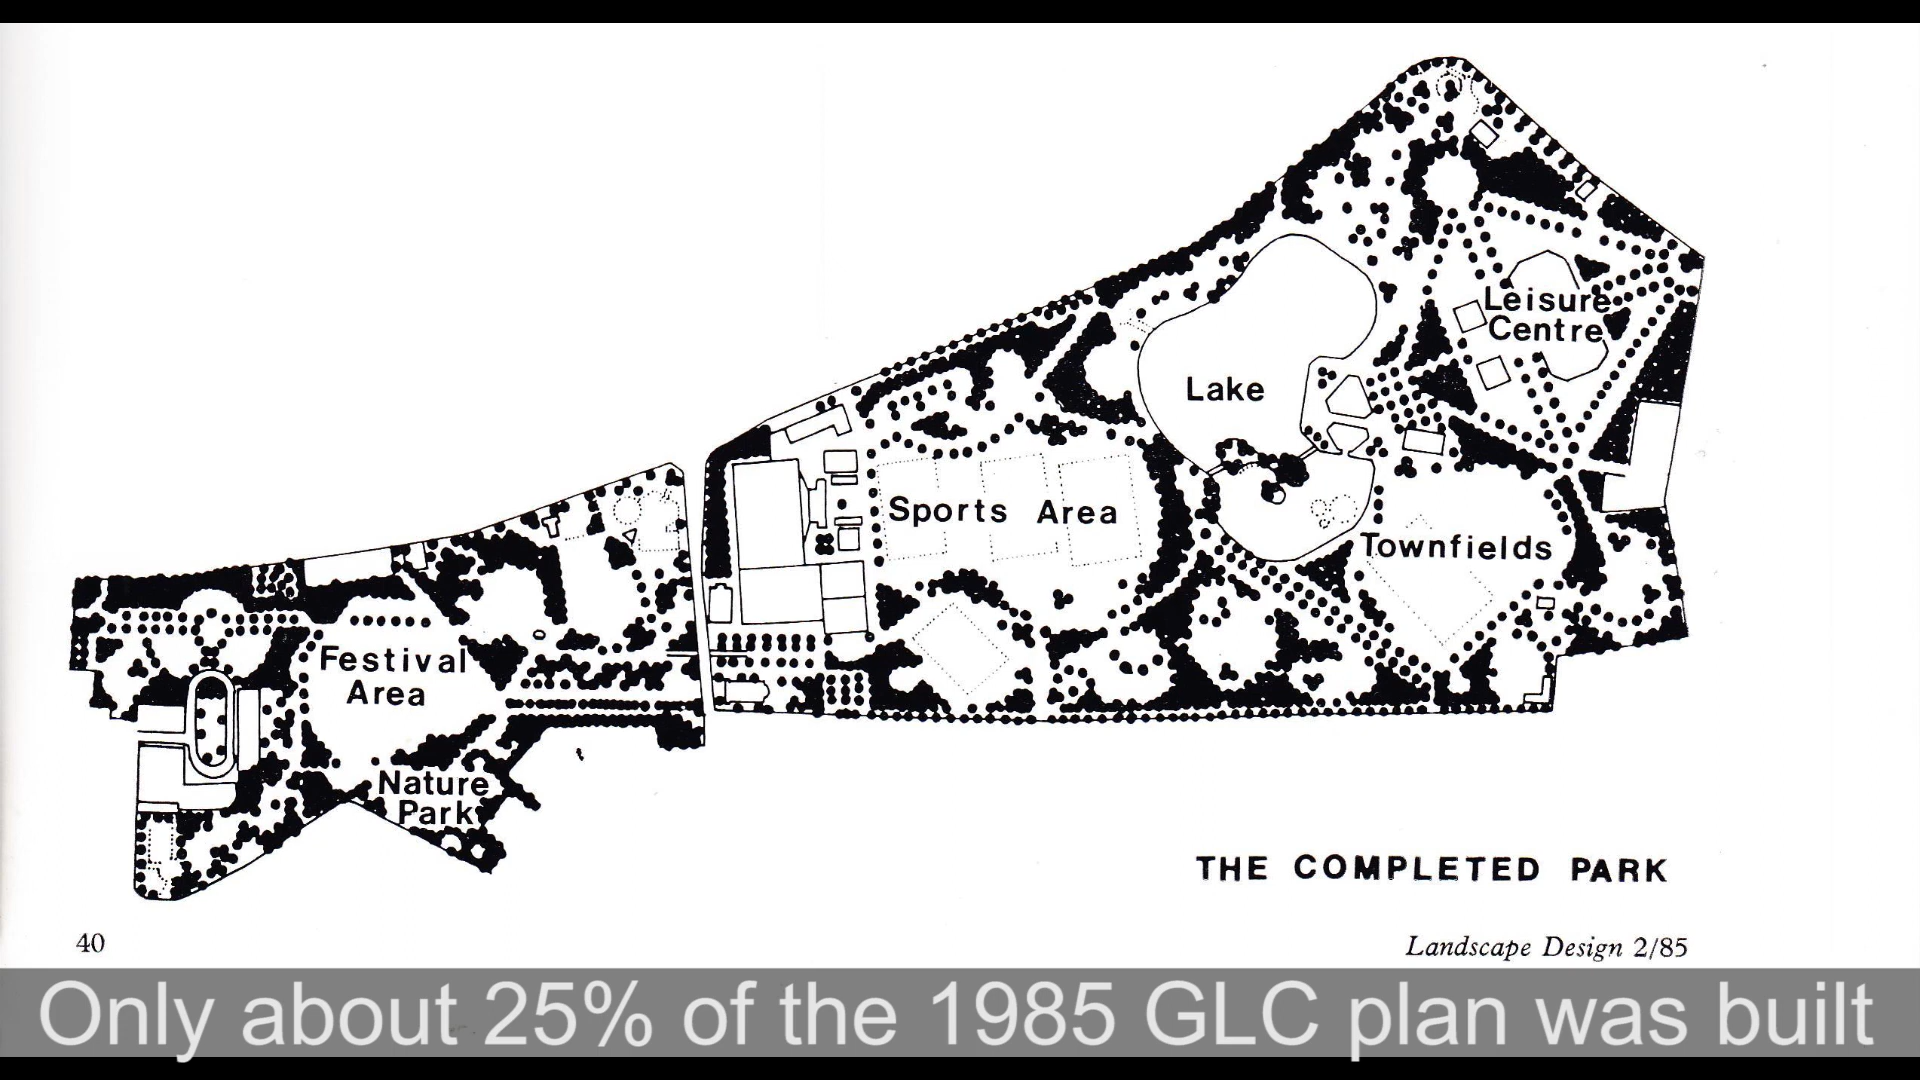 Leisure
Centre
Lake
Sports Area
Townfields
Festival
Area
Nature
Park
THE COMPLETED PARK
40
Landscape Design 2/85
Only about 25% of the 1985 GLC plan was built